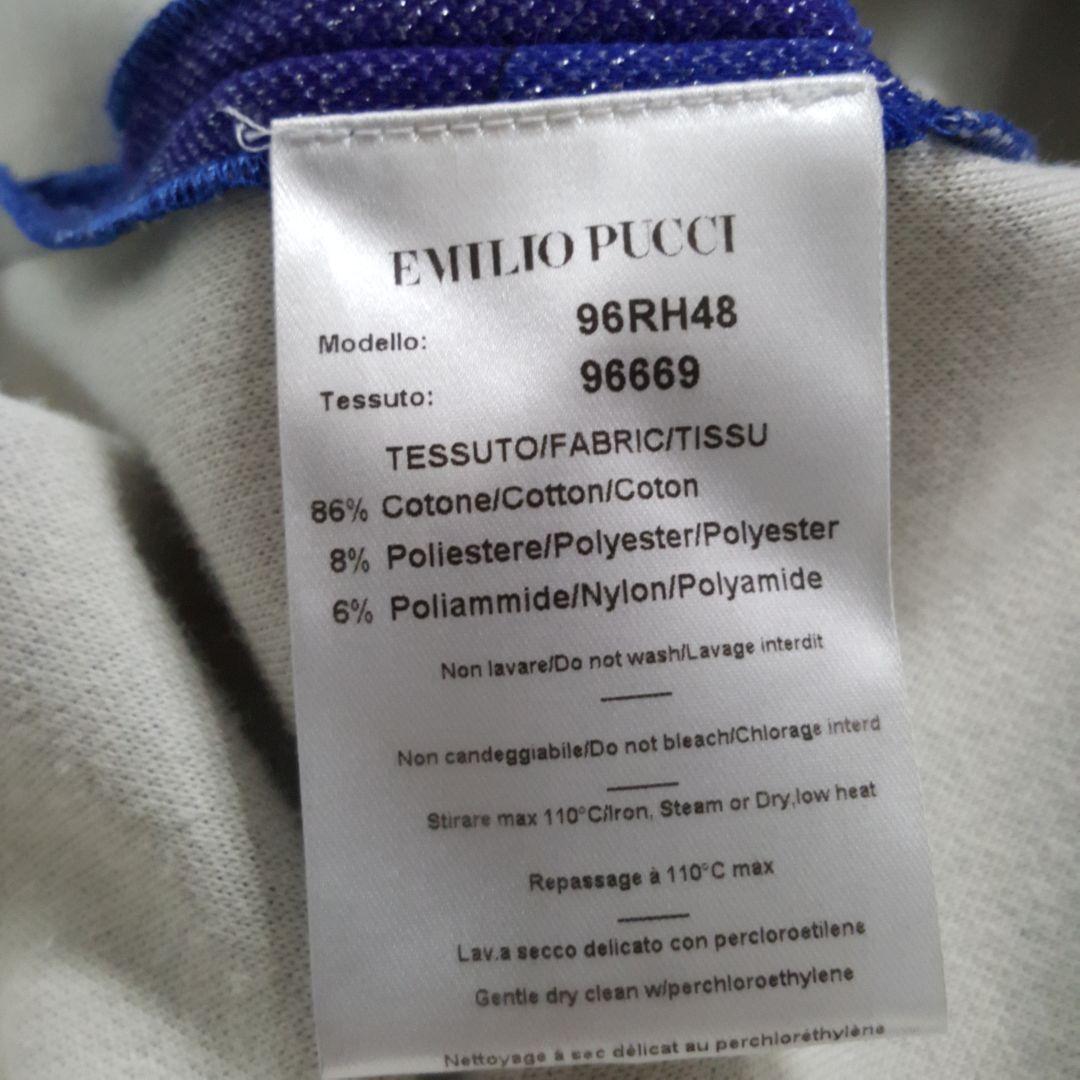 EMILIO PUCCI
Modello: 96RH48
Tessuto: 96669
TESSUTO/FABRIC/TISSU
86% Cotone/Cotton/Coton
8% Poliestere/Polyester/Polyester
6% Poliammide/Nylon/Polyamide
Non lavare/Do not wash/Lavage interdit
Non candeggiabile/Do not bleach/Chlorage interd
Stirare max 110°C/Iron, Steam or Dry,low heat
Repassage à 110°C max
Lav.a secco delicato con percloroetilene
Gentle dry clean w/perchloroethylene
Nettoyage à sec délicat au perchloréthylène